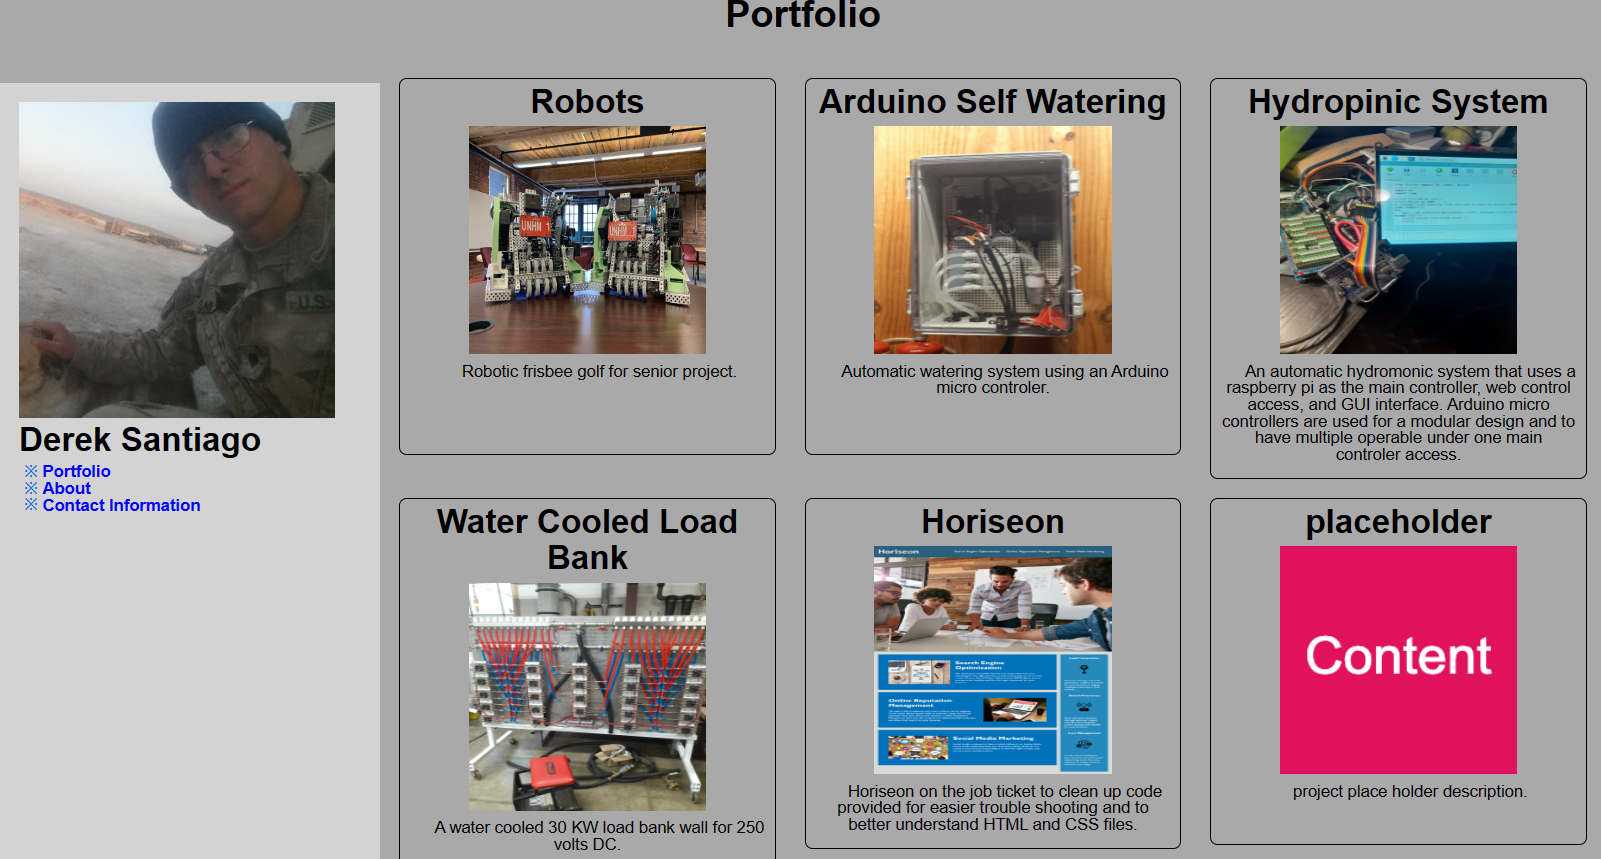 Portfolio
Derek Santiago
※ Portfolio
※ About
※ Contact Information
Robots
UNHM 1
UNHM 1
Robotic frisbee golf for senior project.
Arduino Self Watering
Automatic watering system using an Arduino
micro controler.
Hydropinic System
An automatic hydromonic system that uses a
raspberry pi as the main controller, web control
access, and GUI interface. Arduino micro
controllers are used for a modular design and to
have multiple operable under one main
controler access.
Water Cooled Load
Bank
A water cooled 30 KW load bank wall for 250
volts DC.
Horiseon
Horiseon
Search Engine
Optimization
Online Reputation
Management
Social Media Marketing
Horiseon on the job ticket to clean up code
provided for easier trouble shooting and to
better understand HTML and CSS files.
placeholder
Content
project place holder description.